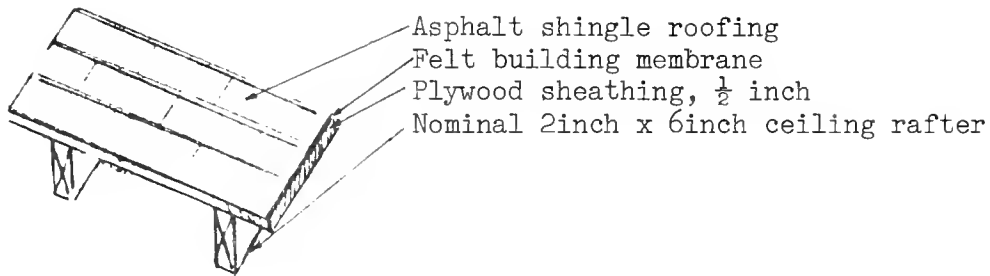 Asphalt shingle roofing
Felt building membrane
Plywood sheathing, ½ inch
Nominal 2inch x 6inch ceiling rafter